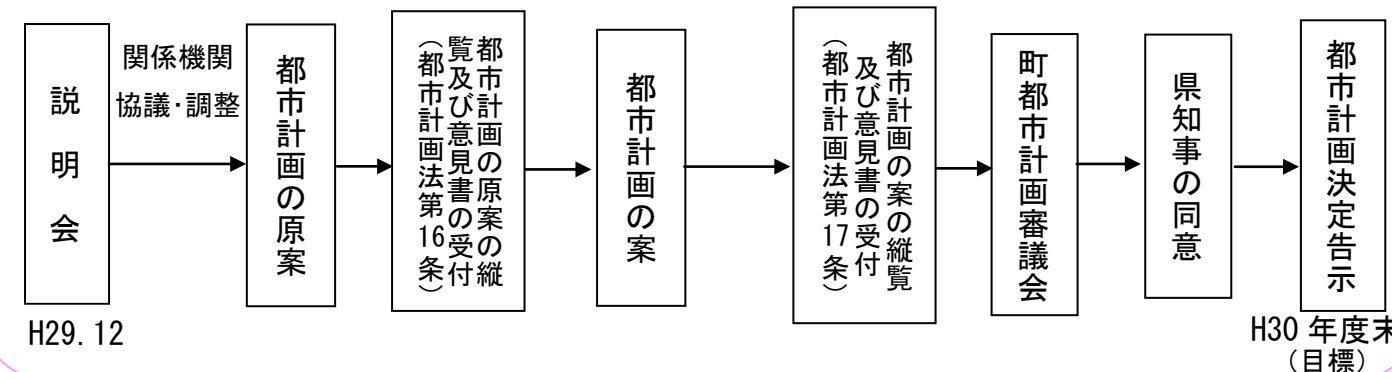 説明会
関係機関
協議・調整
都市計画の原案
都市計画の原案の縦
覧及び意見書の受付
（都市計画法第16条）
都市計画の案
都市計画の案の縦覧
及び意見書の受付
（都市計画法第17条）
町都市計画審議会
県知事の同意
都市計画決定告示
H29.12
H30年度末
（目標）